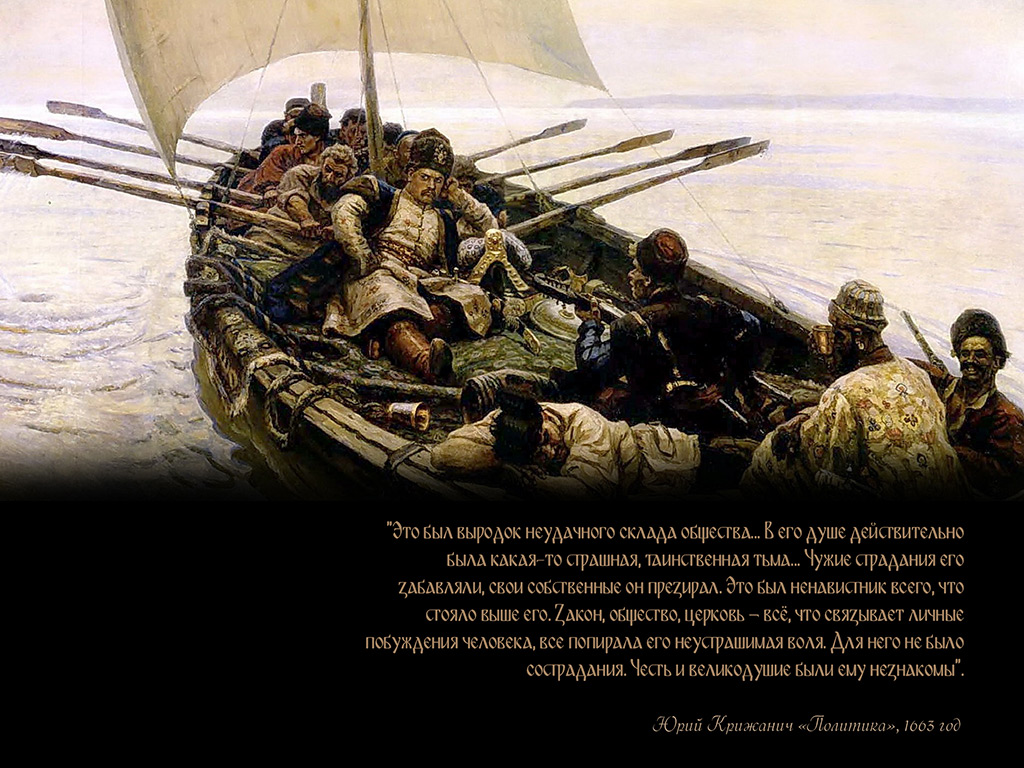 "Это был выродок неудачного склада общества... В его душе действительно
была какая-то страшная, таинственная тьма... Чужие страдания его
забавляли, свои собственные он презирал. Это был ненавистник всего, что
стояло выше его. Закон, общество, церковь – всё, что связывает личные
побуждения человека, все попирала его неустрашимая воля. Для него не было
сострадания. Честь и великодушие были ему незнакомы".
Юрий Крижанич «Политика», 1663 год